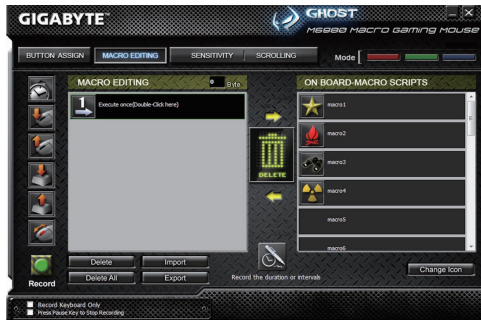 GIGABYTE™
GHOST
M6980 Macro Gaming Mouse
BUTTON ASSIGN
MACRO EDITING
SENSITIVITY
SCROLLING
Mode
MACRO EDITING
0 Byte
ON BOARD-MACRO SCRIPTS
1
Execute once(Double-Click here)
macro1
macro2
macro3
macro4
macro5
macro6
DELETE
Delete
Import
Delete All
Export
Record
Record the duration or intervals
Change Icon
Record Keyboard Only
Press Pause Key to Stop Recording